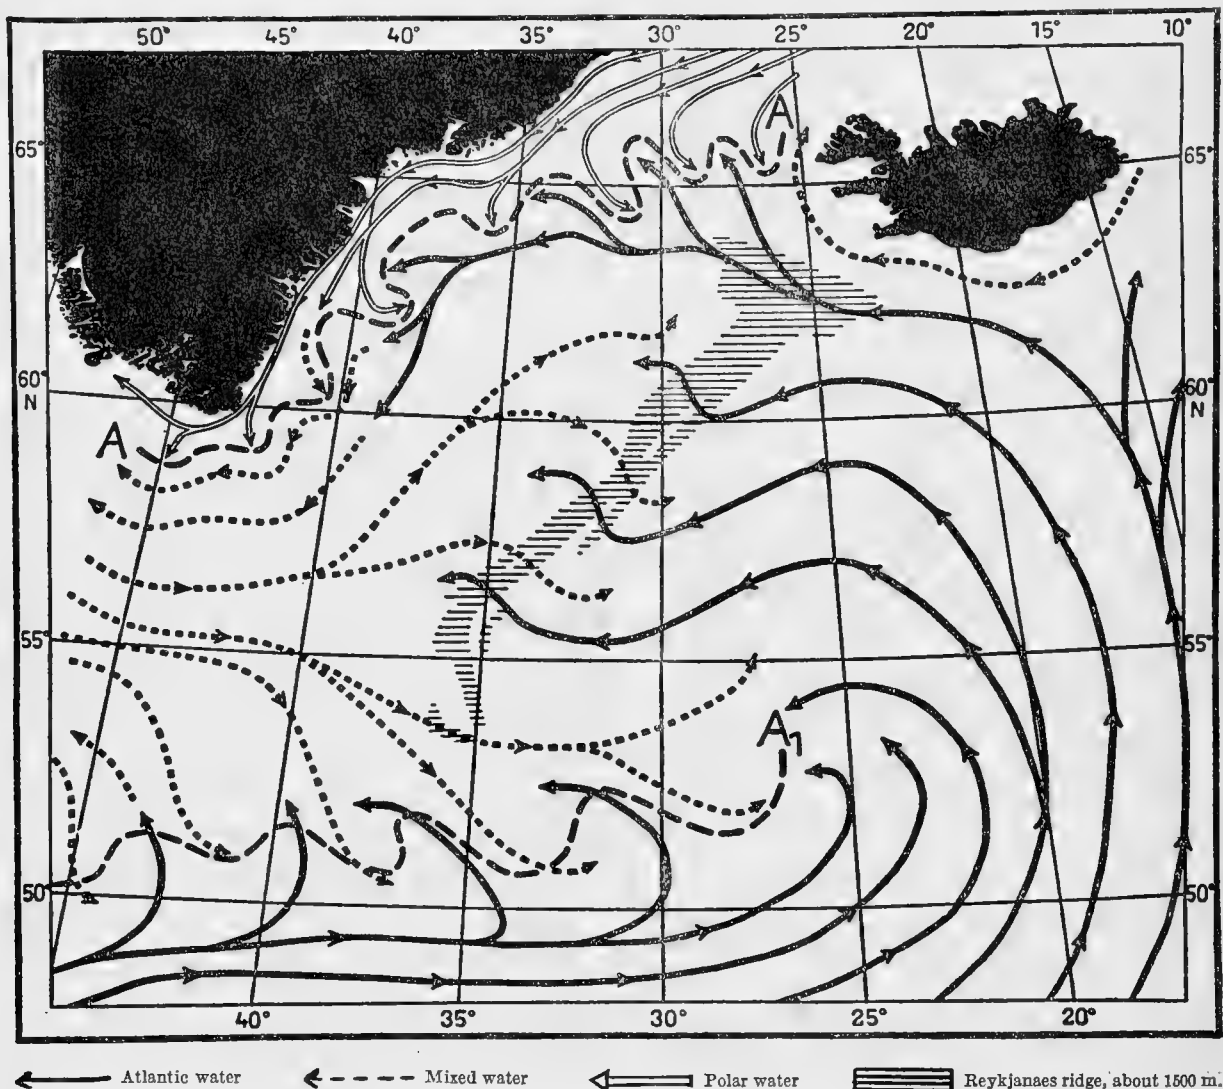 50° 45° 40° 35° 30° 25° 20° 15° 10°
A
65° 65°
60° 60°
N N
A
55° 55°
A₁
50° 50°
40° 35° 30° 25° 20°
Atlantic water Mixed water Polar water Reykjanaes ridge, about 1500 m